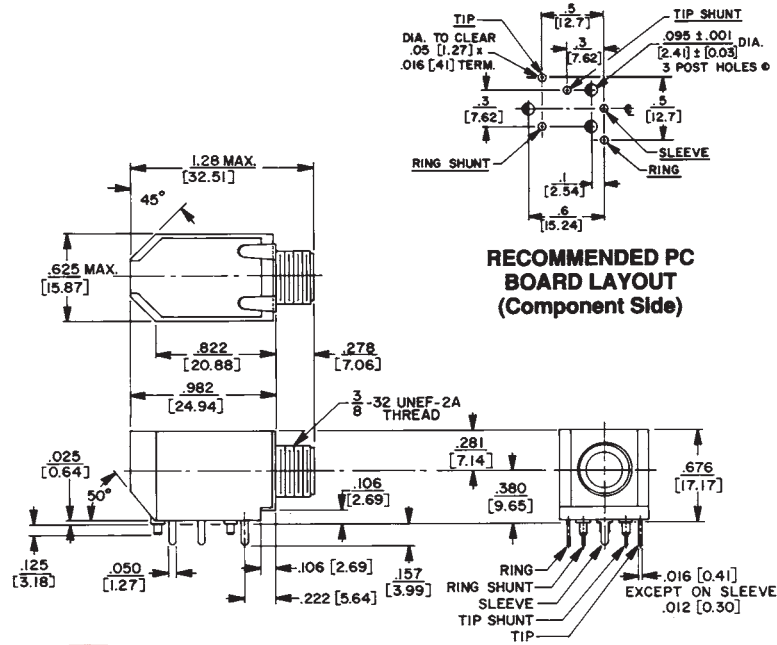 TIP
DIA. TO CLEAR
.05 [1.27] x
.016 [.41] TERM.
.5
[12.7]
.3
[7.62]
TIP SHUNT
.095 ±.001 DIA.
[2.41] ± [0.03]
3 POST HOLES
.3
[7.62]
.5
[12.7]
RING SHUNT
SLEEVE
RING
.1
[2.54]
.6
[15.24]
RECOMMENDED PC
BOARD LAYOUT
(Component Side)
1.28 MAX.
[32.51]
45°
.625 MAX.
[15.87]
.822
[20.88]
.278
[7.06]
.982
[24.94]
3/8-32 UNEF-2A
THREAD
.025
[0.64]
50°
.106
[2.69]
.281
[7.14]
.380
[9.65]
.676
[17.17]
.125
[3.18]
.050
[1.27]
.106 [2.69]
.222 [5.64]
.157
[3.99]
RING
RING SHUNT
SLEEVE
TIP SHUNT
TIP
.016 [0.41]
EXCEPT ON SLEEVE
.012 [0.30]